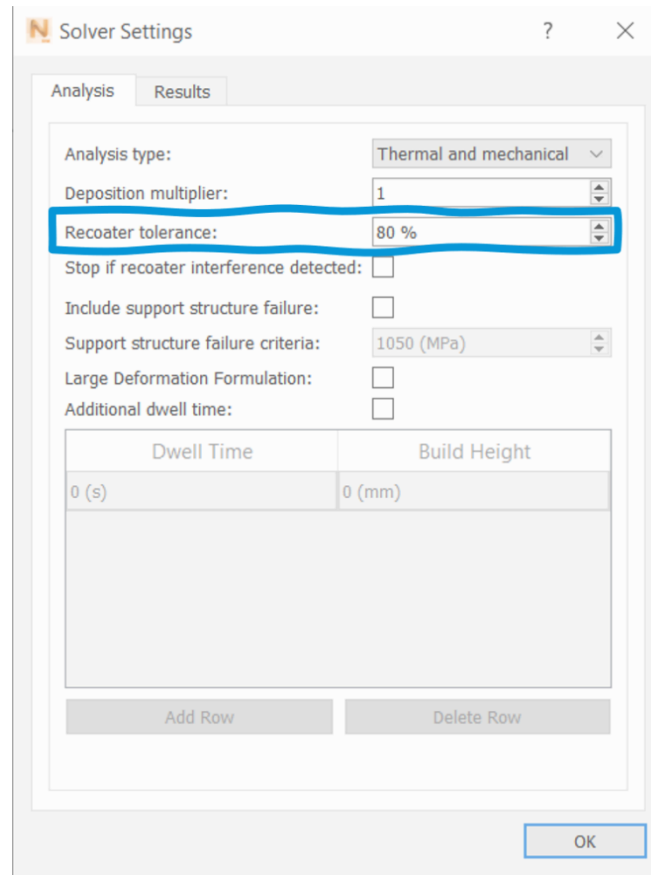 Solver Settings
Analysis Results
Analysis type: Thermal and mechanical
Deposition multiplier: 1
Recoater tolerance: 80 %
Stop if recoater interference detected:
Include support structure failure:
Support structure failure criteria: 1050 (MPa)
Large Deformation Formulation:
Additional dwell time:
Dwell Time Build Height
0 (s) 0 (mm)
Add Row Delete Row
OK